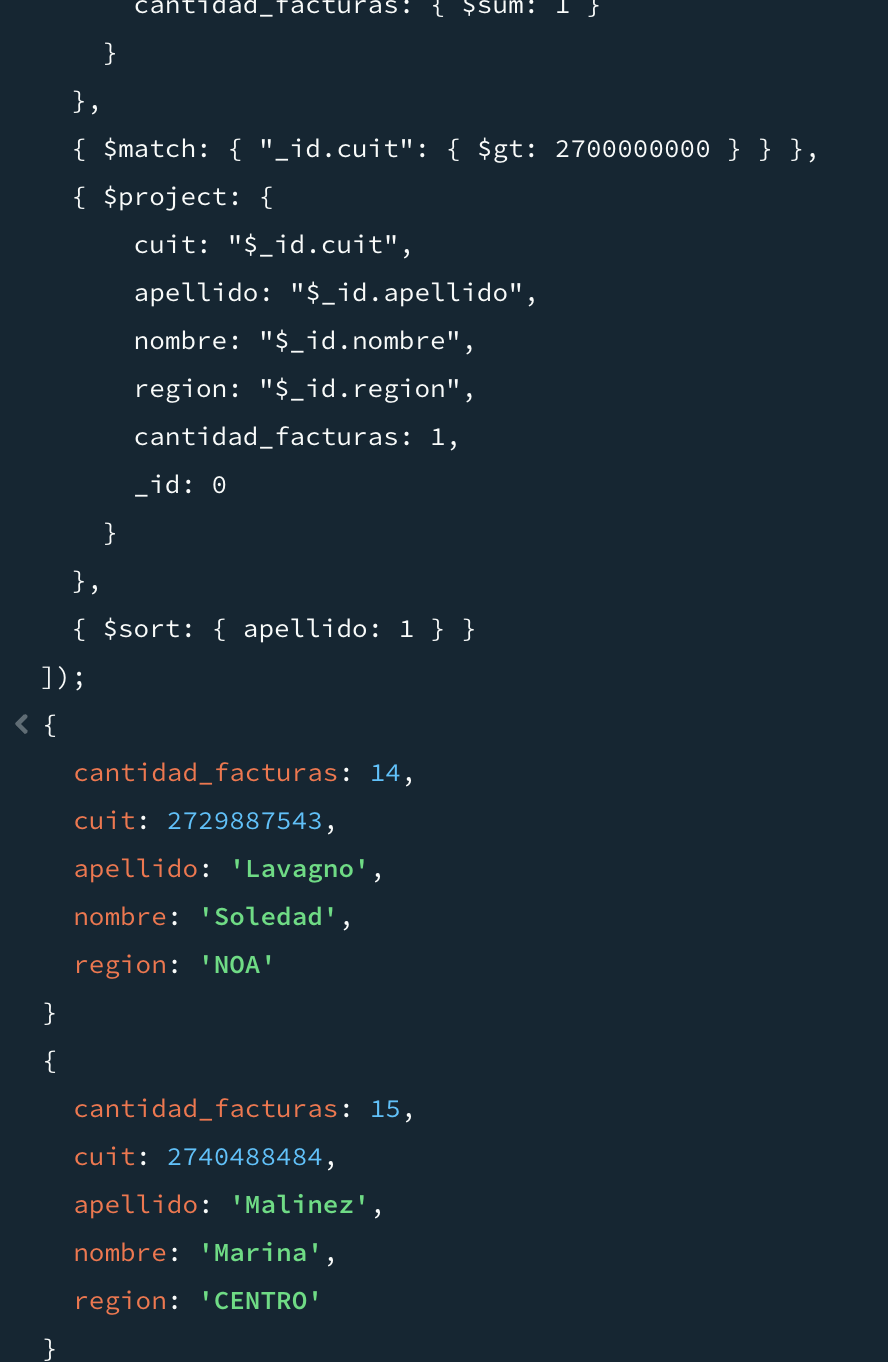 cantidad_facturas: { $sum: 1 }
}
},
{ $match: { "_id.cuit": { $gt: 2700000000 } } },
{ $project: {
cuit: "$_id.cuit",
apellido: "$_id.apellido",
nombre: "$_id.nombre",
region: "$_id.region",
cantidad_facturas: 1,
_id: 0
}
},
{ $sort: { apellido: 1 } }
]);
{
cantidad_facturas: 14,
cuit: 2729887543,
apellido: 'Lavagno',
nombre: 'Soledad',
region: 'NOA'
}
{
cantidad_facturas: 15,
cuit: 2740488484,
apellido: 'Malinez',
nombre: 'Marina',
region: 'CENTRO'
}